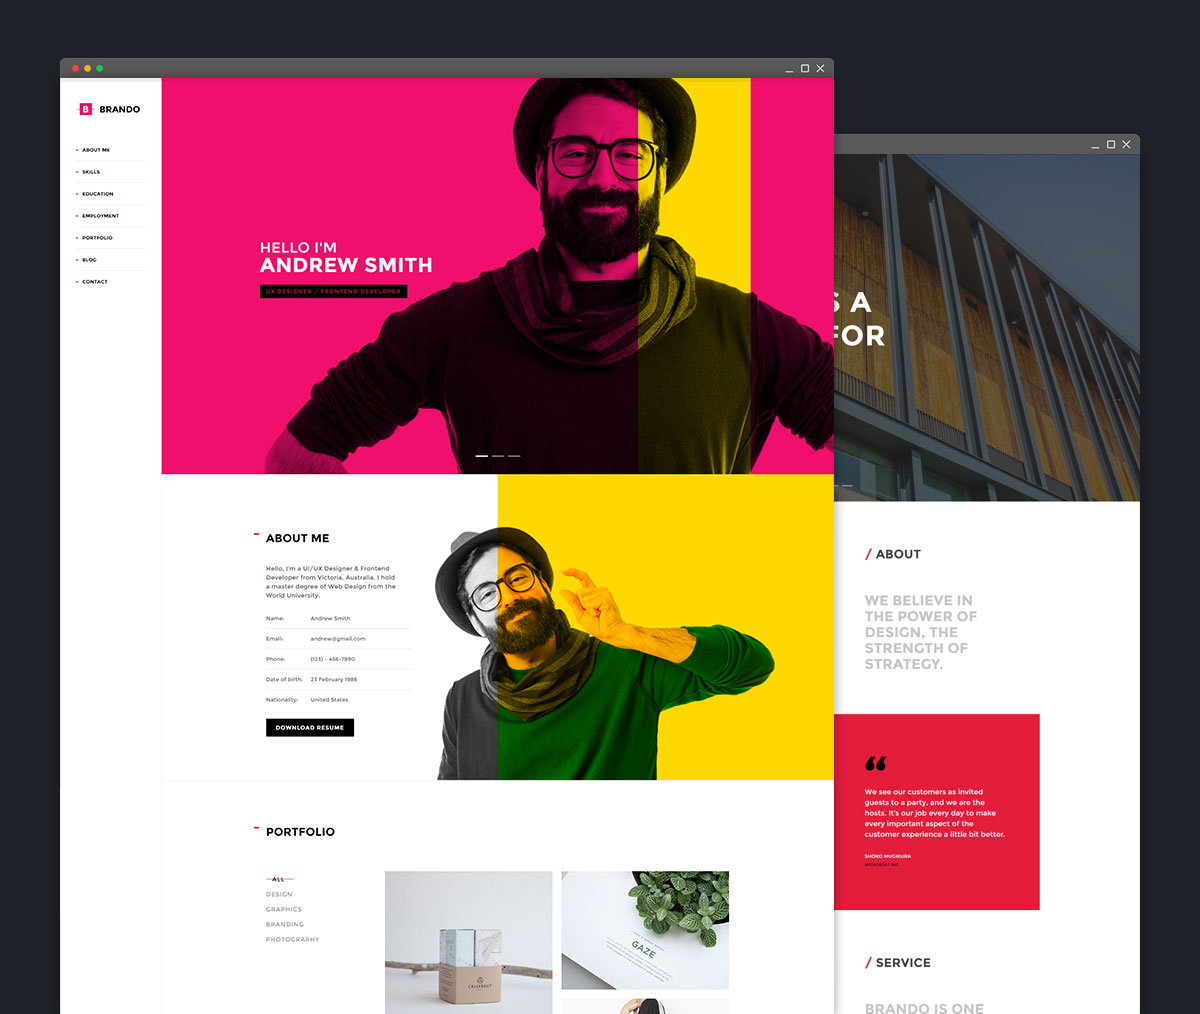 B BRANDO
ABOUT ME
SKILLS
EDUCATION
EMPLOYMENT
PORTFOLIO
BLOG
CONTACT
HELLO I'M
ANDREW SMITH
UX DESIGNER / FRONTEND DEVELOPER
ABOUT ME
Hello, I'm a UI/UX Designer & Frontend
Developer from Victoria, Australia. I hold
a master degree of Web Design from the
World University.
Name: Andrew Smith
Email: andrew@gmail.com
Phone: (123) - 456-7890
Date of birth: 23 February 1986
Nationality: United States
DOWNLOAD RESUME
PORTFOLIO
ALL
DESIGN
GRAPHICS
BRANDING
PHOTOGRAPHY
GAZE
S A
FOR
/ ABOUT
WE BELIEVE IN
THE POWER OF
DESIGN, THE
STRENGTH OF
STRATEGY.
“
We see our customers as invited
guests to a party, and we are the
hosts. It's our job every day to make
every important aspect of the
customer experience a little bit better.
SHOKO MUGIKURA
MICROSOFT INC.
/ SERVICE
BRANDO IS ONE